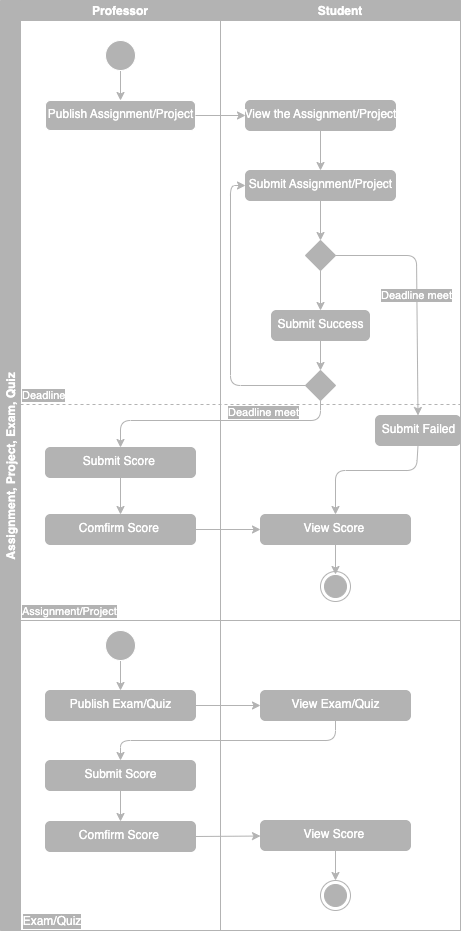 Professor
Student
Publish Assignment/Project
View the Assignment/Project
Submit Assignment/Project
Deadline meet
Submit Success
Deadline
Deadline meet
Submit Failed
Submit Score
Comfirm Score
View Score
Assignment/Project
Assignment, Project, Exam, Quiz
Publish Exam/Quiz
View Exam/Quiz
Submit Score
Comfirm Score
View Score
Exam/Quiz